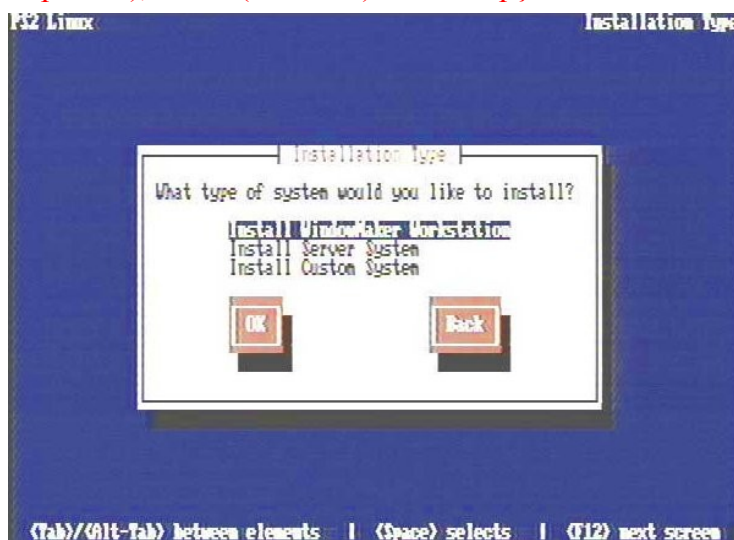 PS2 Linux Installation Type
Installation Type
What type of system would you like to install?
Install WindowMaker Workstation
Install Server System
Install Custom System
OK Back
<Tab>/<Alt-Tab> between elements | <Space> selects | <F12> next screen